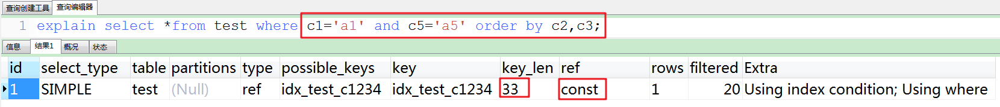 查询创建工具 查询编辑器
1 explain select *from test where c1='a1' and c5='a5' order by c2,c3;
信息 结果1 概况 状态
id select_type table partitions type possible_keys key key_len ref rows filtered Extra
1 SIMPLE test (Null) ref idx_test_c1234 idx_test_c1234 33 const 1 20 Using index condition; Using where